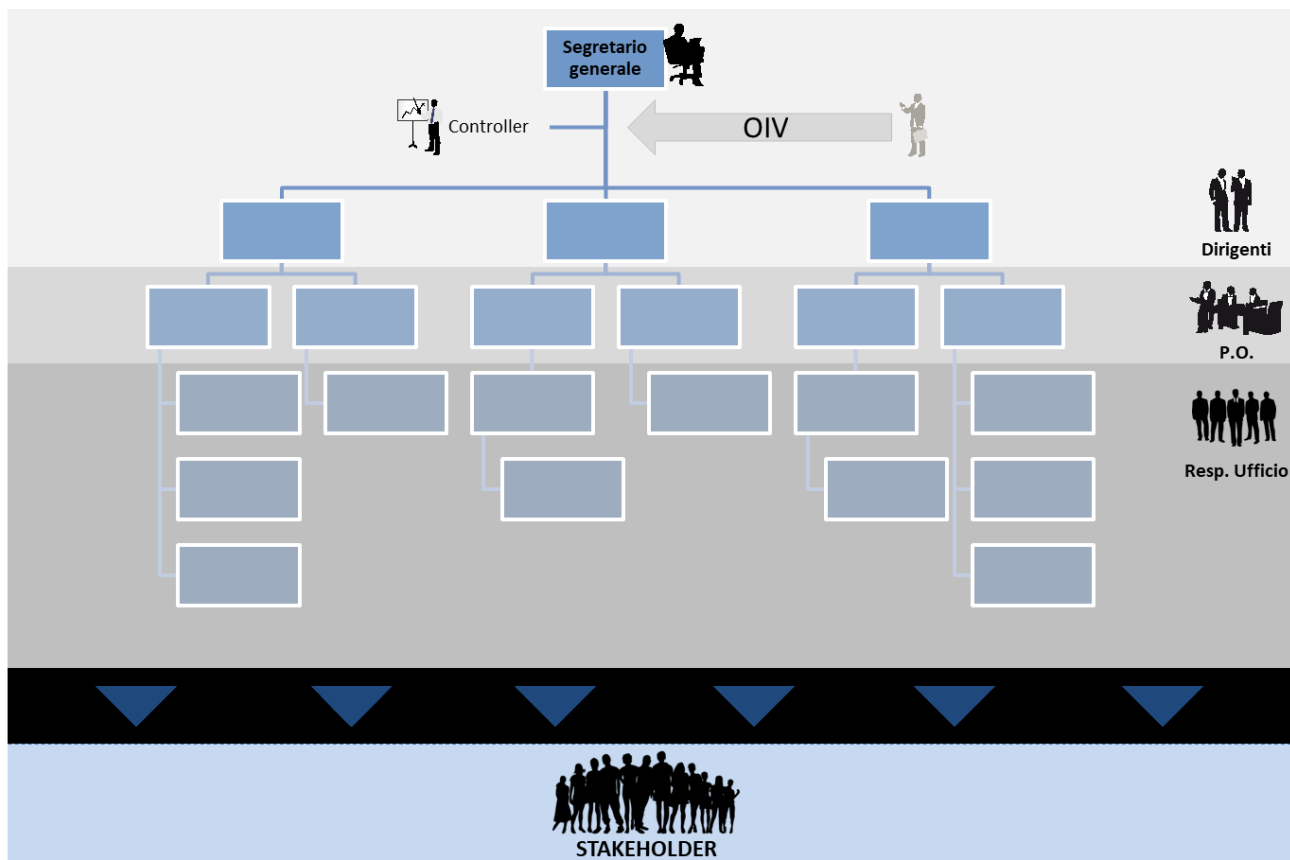 Segretario
generale
Controller
OIV
Dirigenti
P.O.
Resp. Ufficio
STAKEHOLDER